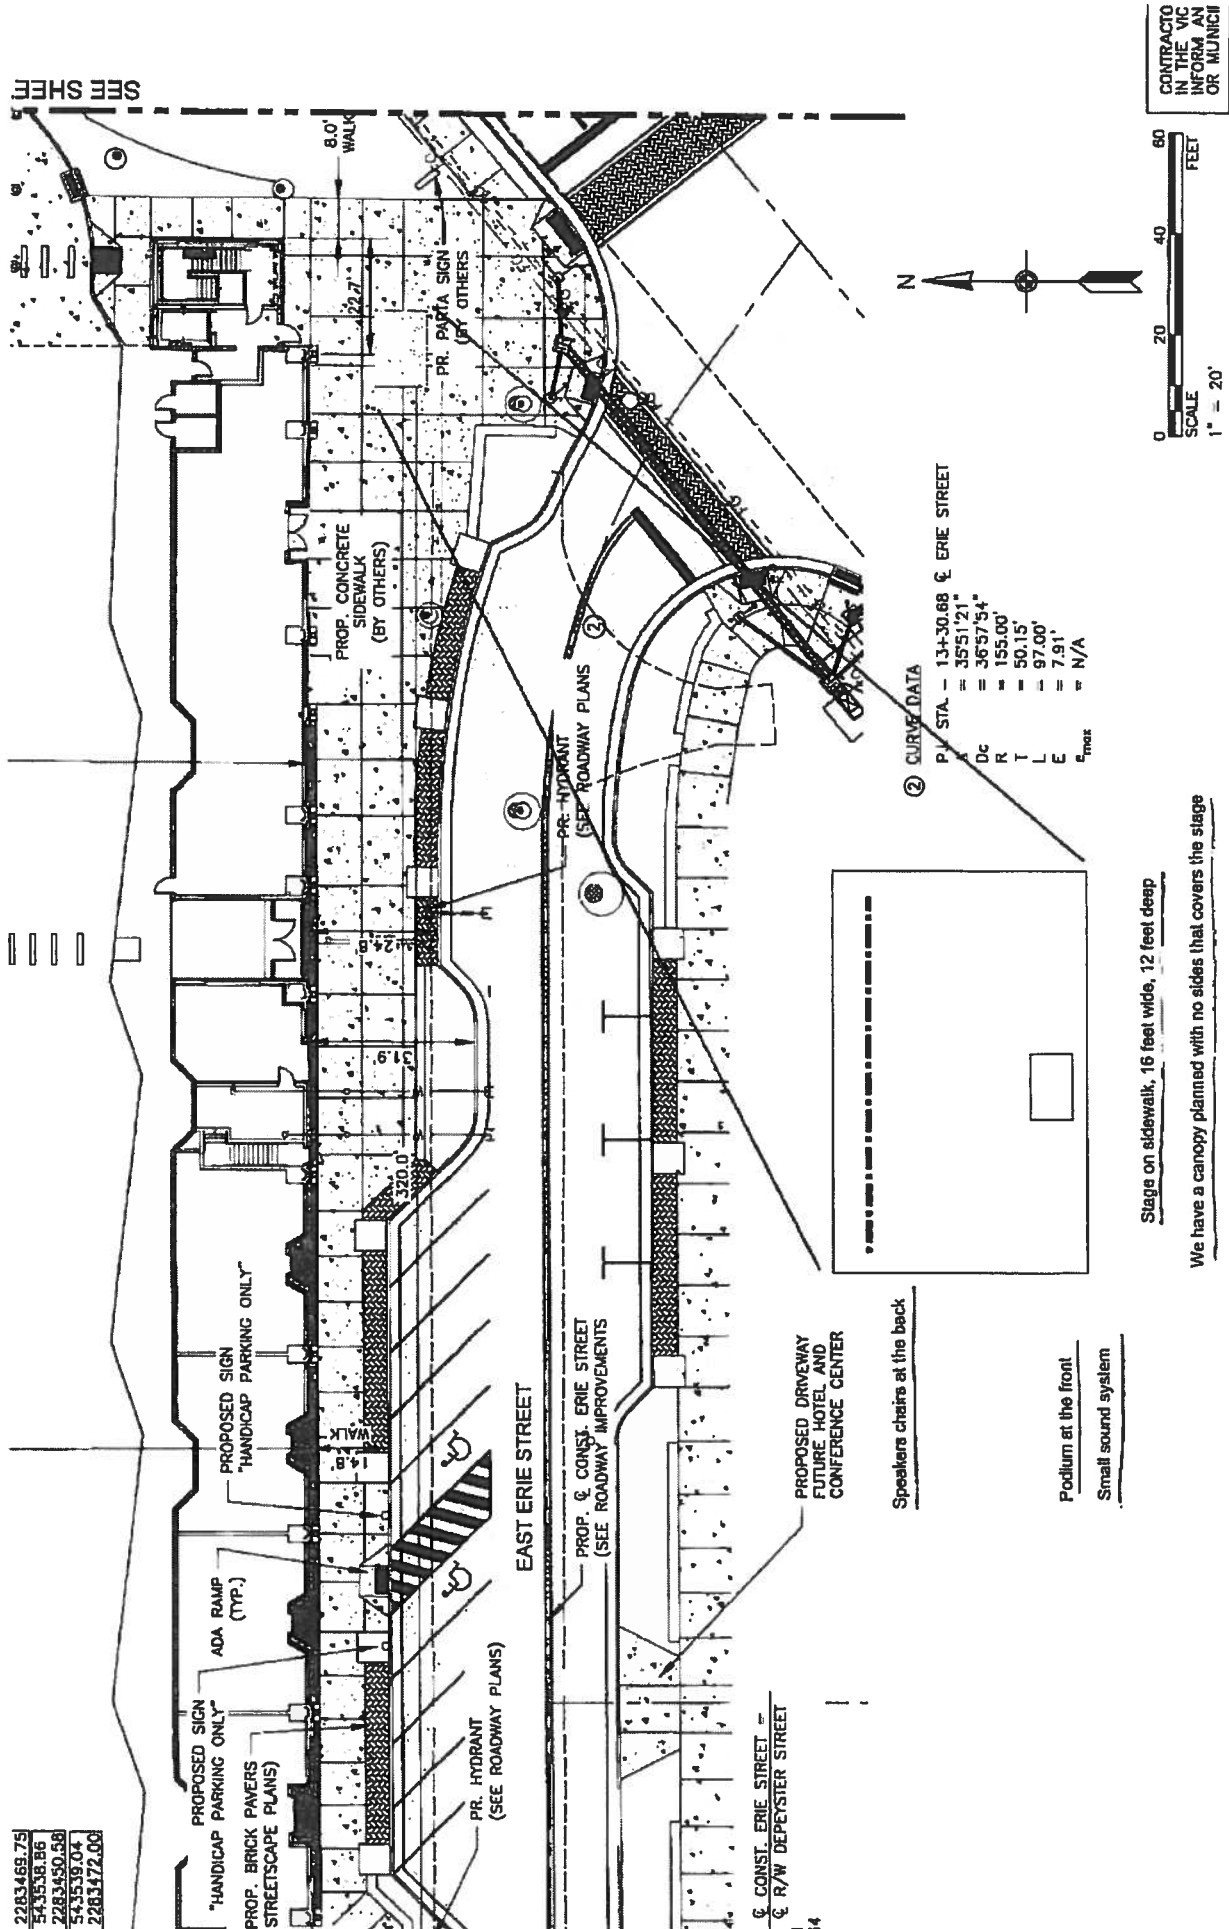 SEE SHEE
CONTRACTO
IN THE VIC
INFORM AN
OR MUNICI
8.0'
WALK
22.7'
PR. PARTA SIGN
(BY OTHERS)
N
0
20
40
60
SCALE
FEET
1" = 20'
PROP. CONCRETE
SIDEWALK
(BY OTHERS)
2
PR. HYDRANT
(SEE ROADWAY PLANS)
2 CURVE DATA
P.I. STA. – 13+30.68 ℄ ERIE STREET
= 35°51'21"
Dc = 36°57'54"
R = 155.00'
T = 50.15'
L = 97.00'
E = 7.91'
emax = N/A
24.8'
31.9'
320.0'
PROPOSED SIGN
"HANDICAP PARKING ONLY"
14.8'
WALK
ADA RAMP
(TYP.)
PROPOSED SIGN
"HANDICAP PARKING ONLY"
PROP. BRICK PAVERS
STREETSCAPE PLANS)
2283469.75
543538.86
2283450.58
543539.04
2283472.00
EAST ERIE STREET
PROP. ℄ CONST. ERIE STREET
(SEE ROADWAY IMPROVEMENTS
PR. HYDRANT
(SEE ROADWAY PLANS)
PROPOSED DRIVEWAY
FUTURE HOTEL AND
CONFERENCE CENTER
℄ CONST. ERIE STREET =
℄ R/W DEPEYSTER STREET
Speakers chairs at the back
Podium at the front
Small sound system
Stage on sidewalk, 16 feet wide, 12 feet deep
We have a canopy planned with no sides that covers the stage